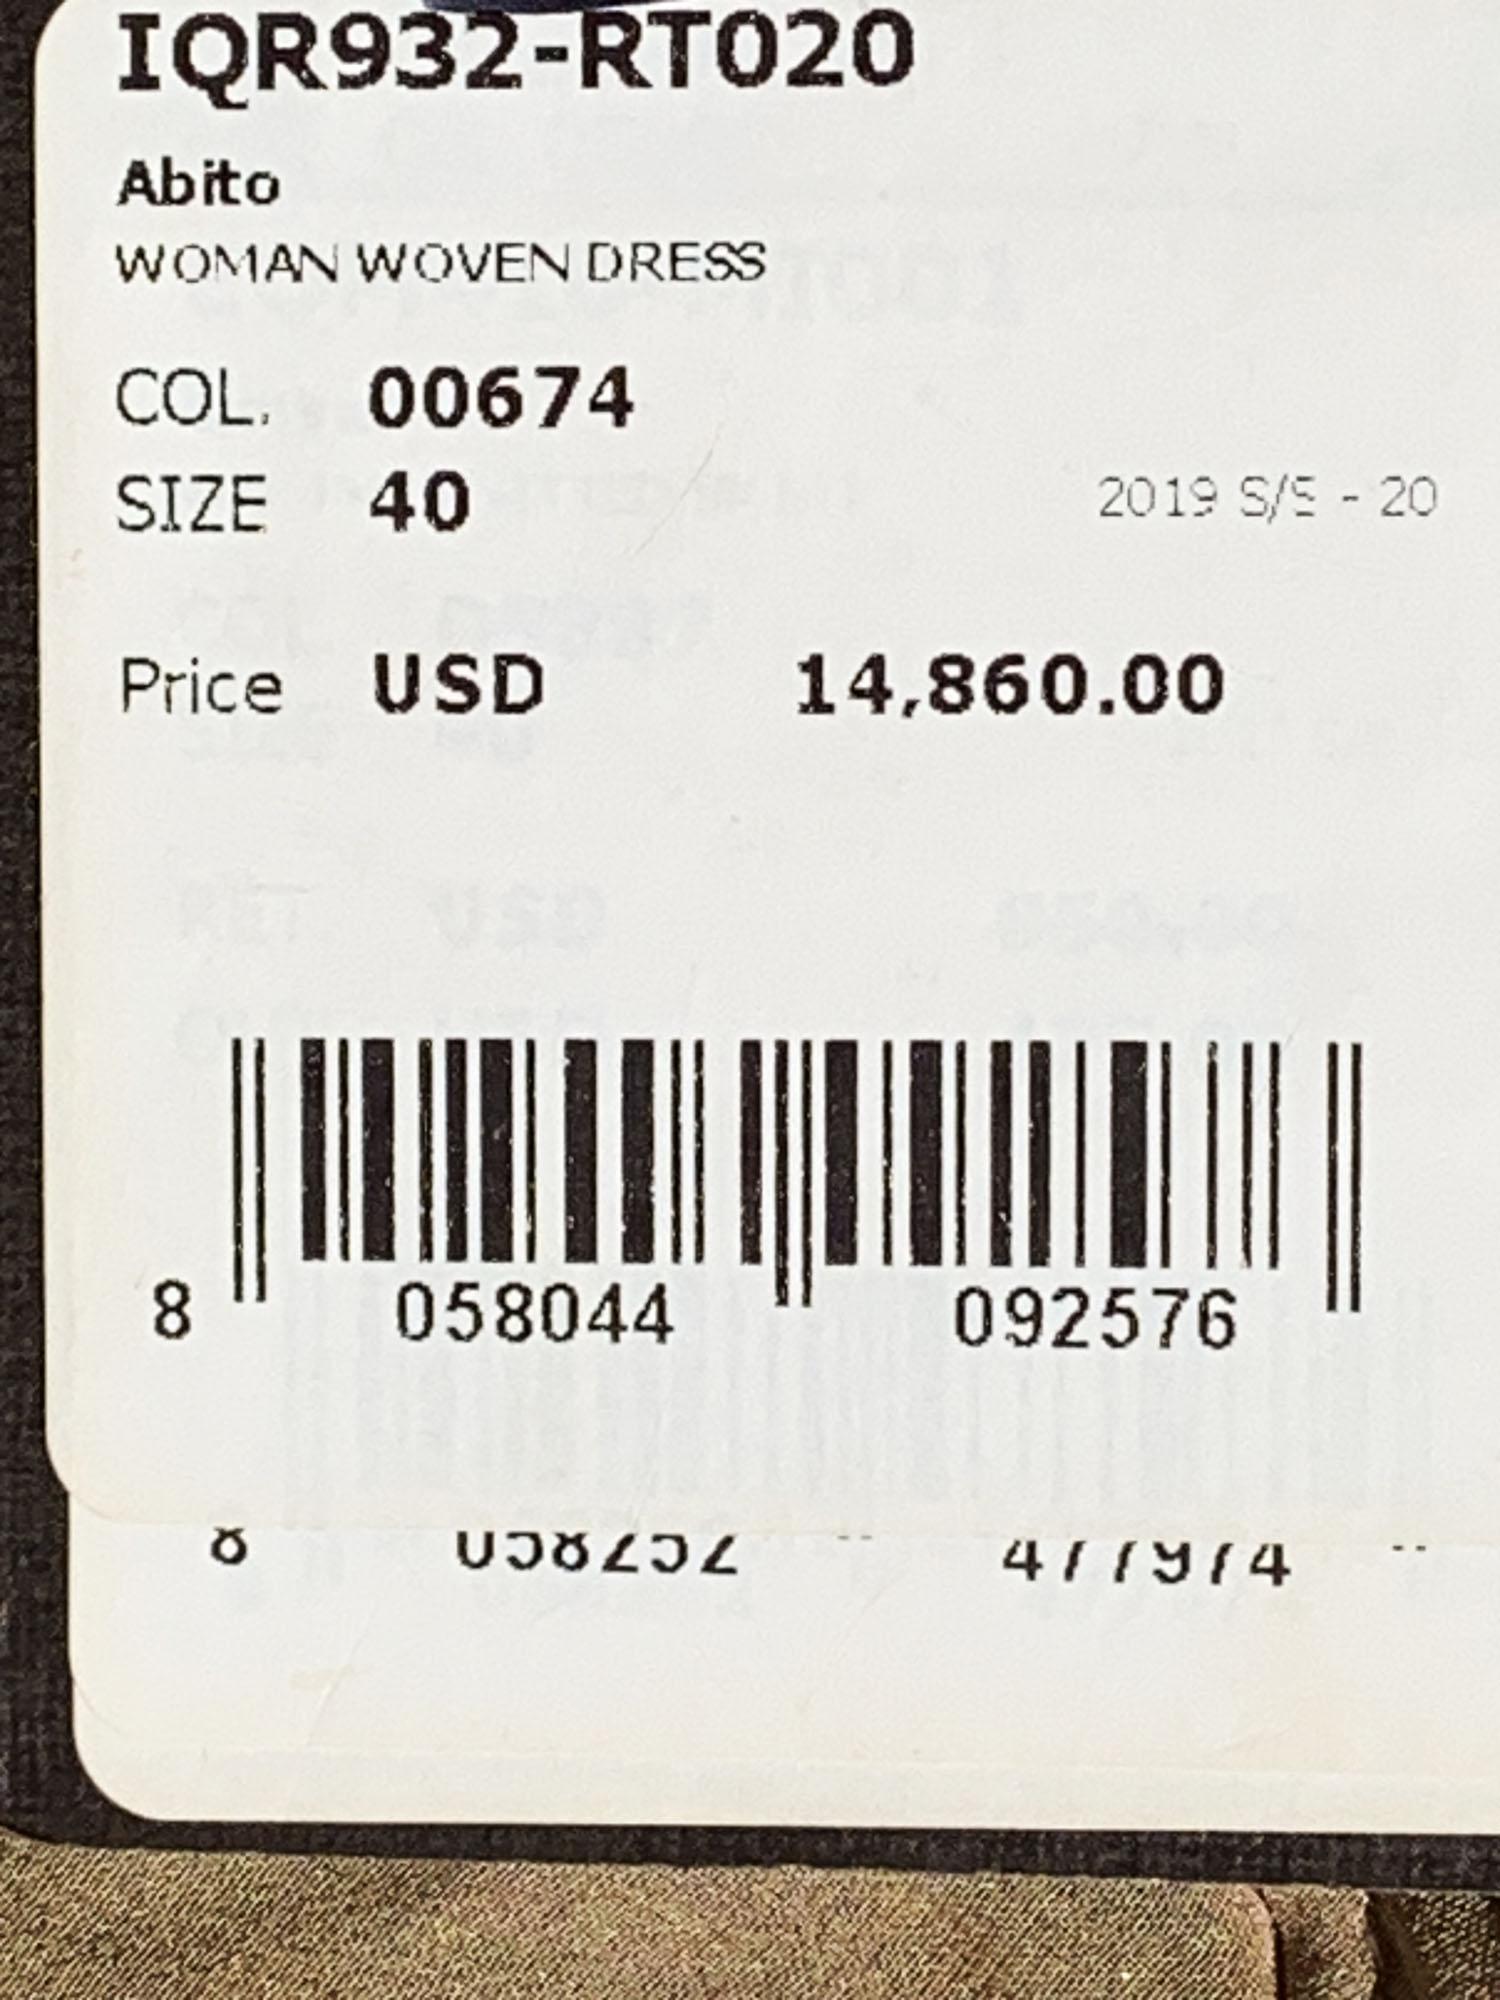 IQR932-RT020
Abito
WOMAN WOVEN DRESS
COL. 00674
SIZE 40 2019 S/S - 20
Price USD 14,860.00
8 058044 092576